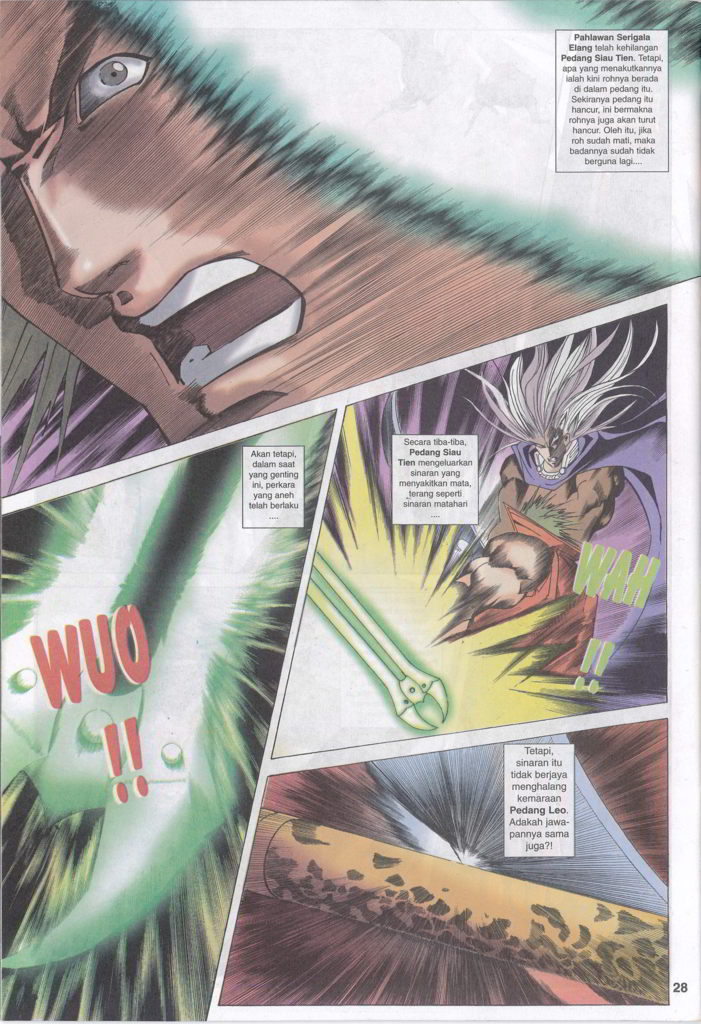 Pahlawan Serigala
Elang telah kehilangan
Pedang Siau Tien. Tetapi,
apa yang menakutkannya
ialah kini rohnya berada
di dalam pedang itu.
Sekiranya pedang itu
hancur, ini bermakna
rohnya juga akan turut
hancur. Oleh itu, jika
roh sudah mati, maka
badannya sudah tidak
berguna lagi....
Akan tetapi,
dalam saat
yang genting
ini, perkara
yang aneh
telah berlaku
....
WUO
!!
Secara tiba-tiba,
Pedang Siau
Tien mengeluarkan
sinaran yang
menyakitkan mata,
terang seperti
sinaran matahari
....
WAH
!!
Tetapi,
sinaran itu
tidak berjaya
menghalang
kemaraan
Pedang Leo.
Adakah jawa-
pannya sama
juga?!
28